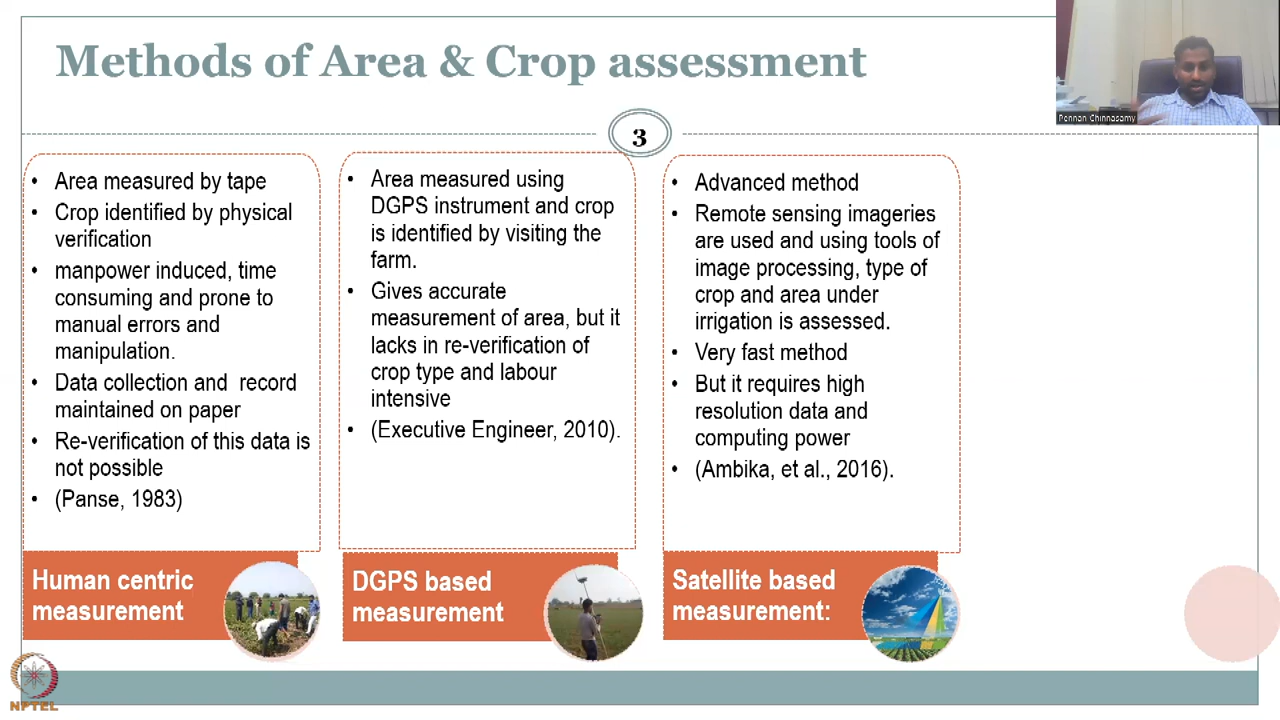 Methods of Area & Crop assessment
Pennan Chinnasamy
3
• Area measured by tape
• Crop identified by physical
verification
• manpower induced, time
consuming and prone to
manual errors and
manipulation.
• Data collection and record
maintained on paper
• Re-verification of this data is
not possible
• (Panse, 1983)
Human centric
measurement
• Area measured using
DGPS instrument and crop
is identified by visiting the
farm.
• Gives accurate
measurement of area, but it
lacks in re-verification of
crop type and labour
intensive
• (Executive Engineer, 2010).
DGPS based
measurement
• Advanced method
• Remote sensing imageries
are used and using tools of
image processing, type of
crop and area under
irrigation is assessed.
• Very fast method
• But it requires high
resolution data and
computing power
• (Ambika, et al., 2016).
Satellite based
measurement:
NPTEL